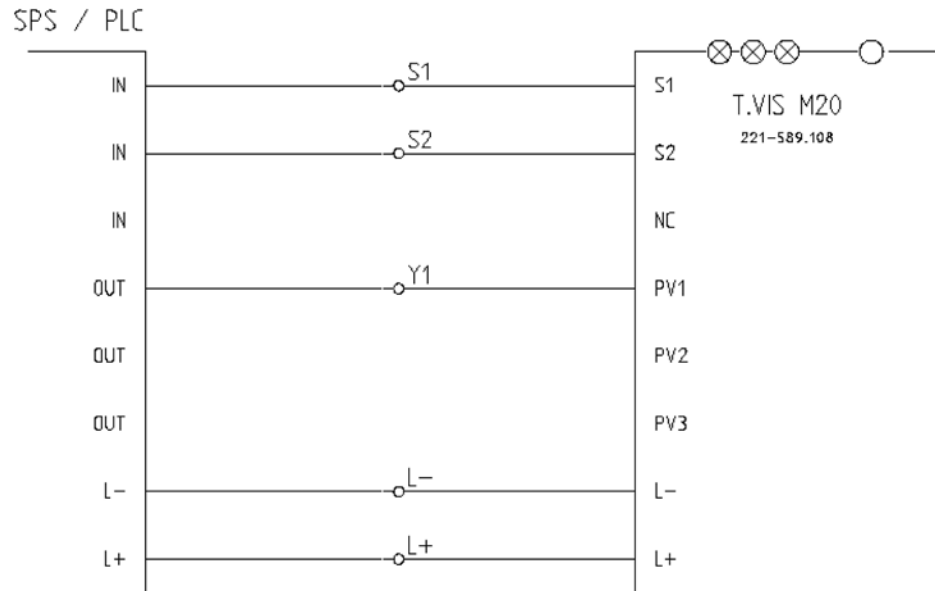 SPS / PLC
IN S1 S1
T.VIS M20
221-589.108
IN S2 S2
IN NC
OUT Y1 PV1
OUT PV2
OUT PV3
L- L- L-
L+ L+ L+